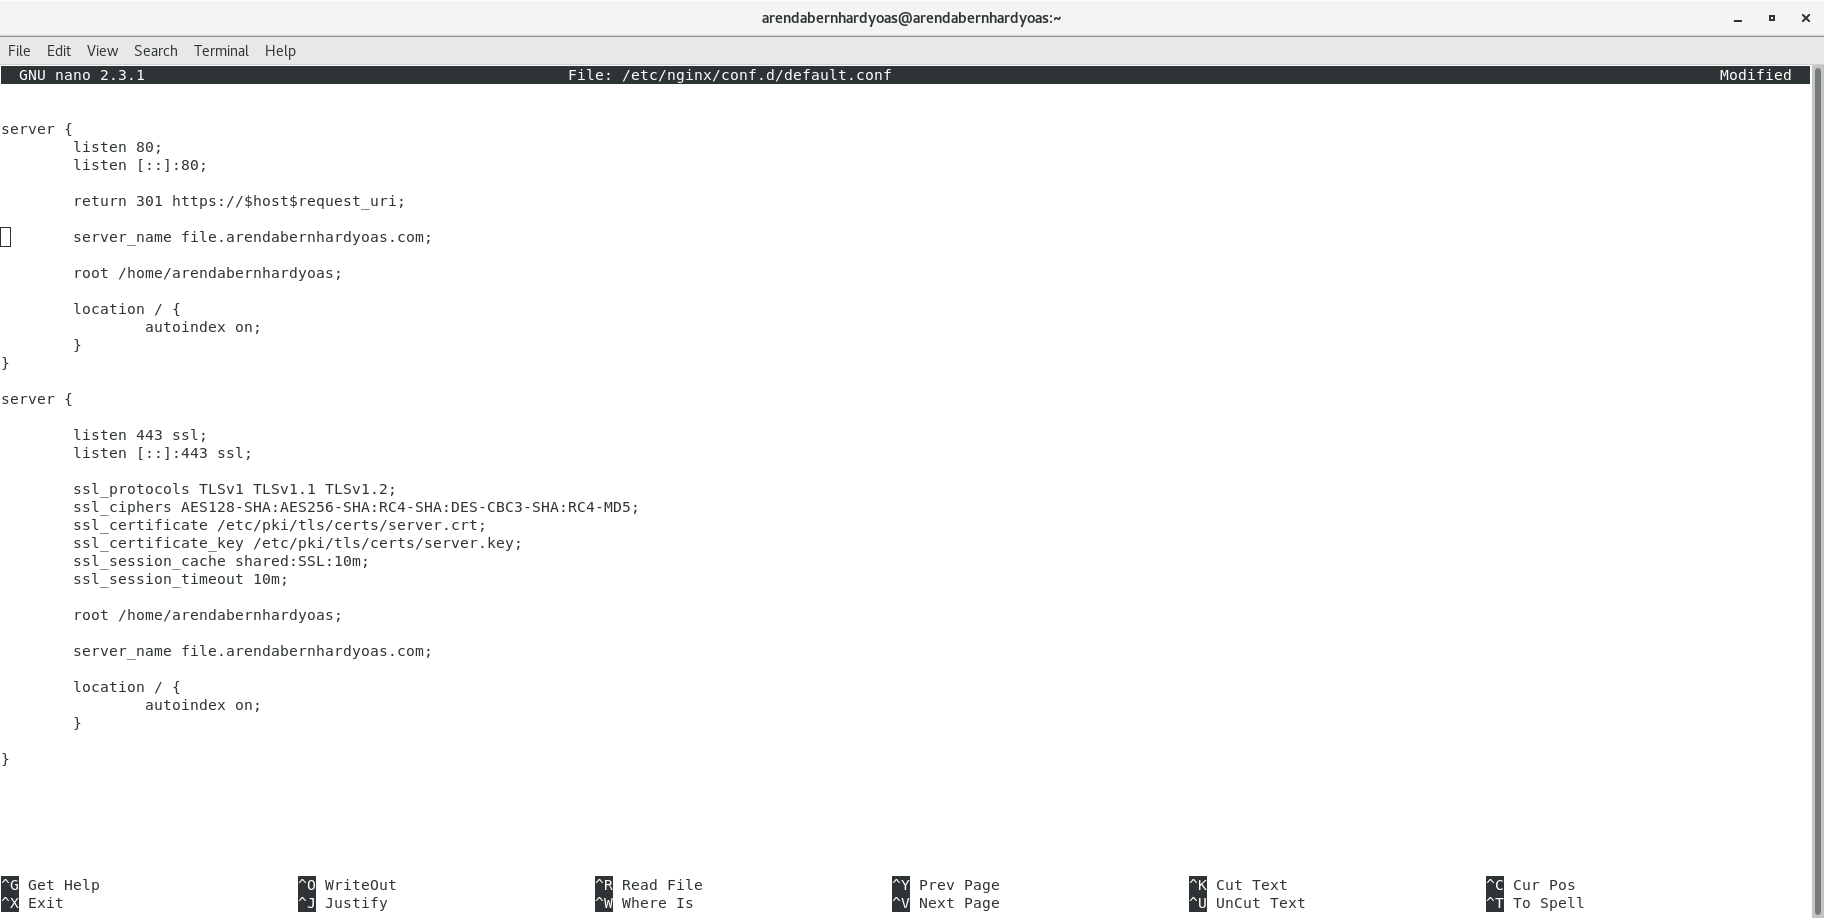 arendabernhardyoas@arendabernhardyoas:~
File Edit View Search Terminal Help
GNU nano 2.3.1 File: /etc/nginx/conf.d/default.conf Modified
server {
        listen 80;
        listen [::]:80;
        return 301 https://$host$request_uri;
        server_name file.arendabernhardyoas.com;
        root /home/arendabernhardyoas;
        location / {
                autoindex on;
        }
}
server {
        listen 443 ssl;
        listen [::]:443 ssl;
        ssl_protocols TLSv1 TLSv1.1 TLSv1.2;
        ssl_ciphers AES128-SHA:AES256-SHA:RC4-SHA:DES-CBC3-SHA:RC4-MD5;
        ssl_certificate /etc/pki/tls/certs/server.crt;
        ssl_certificate_key /etc/pki/tls/certs/server.key;
        ssl_session_cache shared:SSL:10m;
        ssl_session_timeout 10m;
        root /home/arendabernhardyoas;
        server_name file.arendabernhardyoas.com;
        location / {
                autoindex on;
        }
}
^G Get Help ^O WriteOut ^R Read File ^Y Prev Page ^K Cut Text ^C Cur Pos
^X Exit ^J Justify ^W Where Is ^V Next Page ^U UnCut Text ^T To Spell